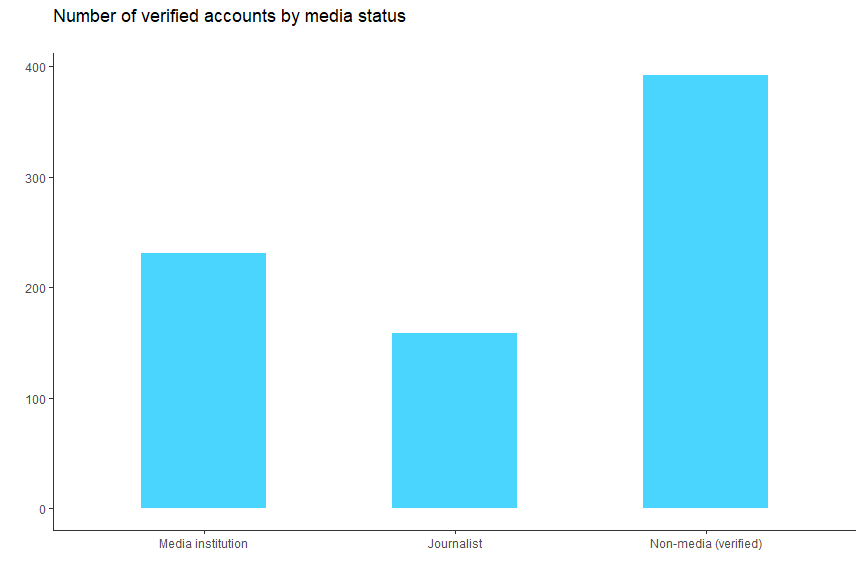 Number of verified accounts by media status
400
300
200
100
0
Media institution
Journalist
Non-media (verified)